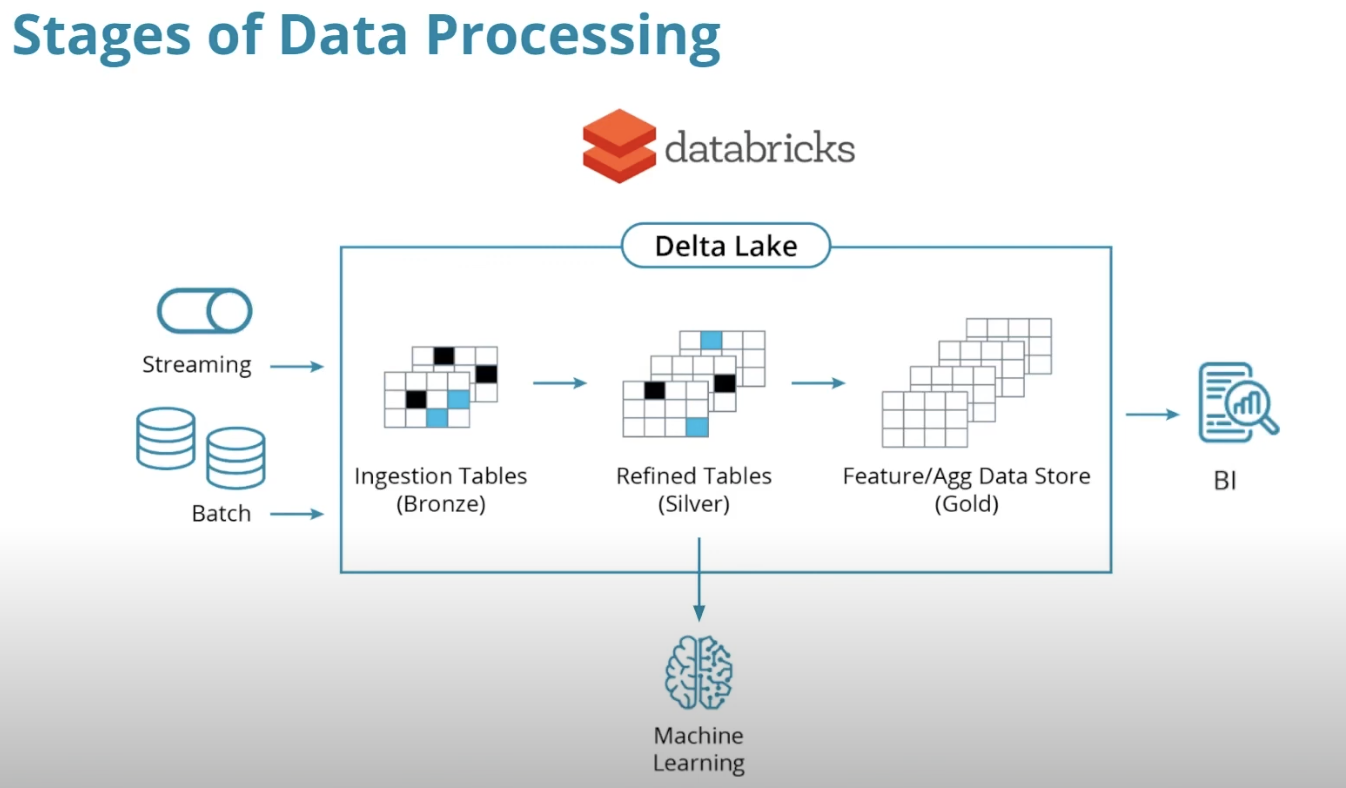 Stages of Data Processing
databricks
Delta Lake
Streaming
Batch
Ingestion Tables
(Bronze)
Refined Tables
(Silver)
Feature/Agg Data Store
(Gold)
BI
Machine
Learning